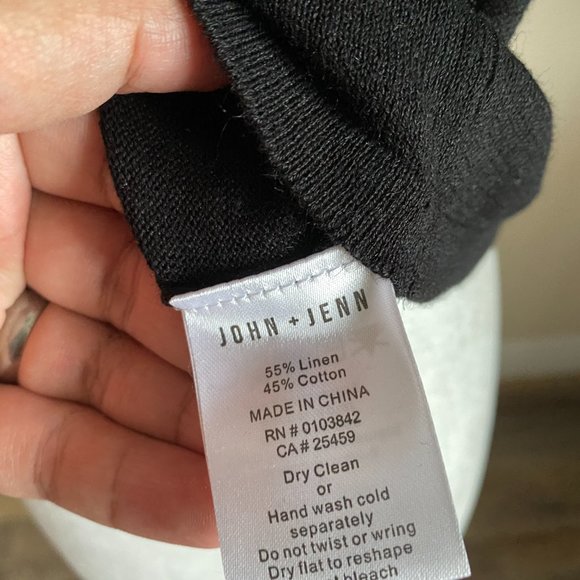 JOHN + JENN
55% Linen
45% Cotton
MADE IN CHINA
RN # 0103842
CA # 25459
Dry Clean
or
Hand wash cold
separately
Do not twist or wring
Dry flat to reshape
bleach